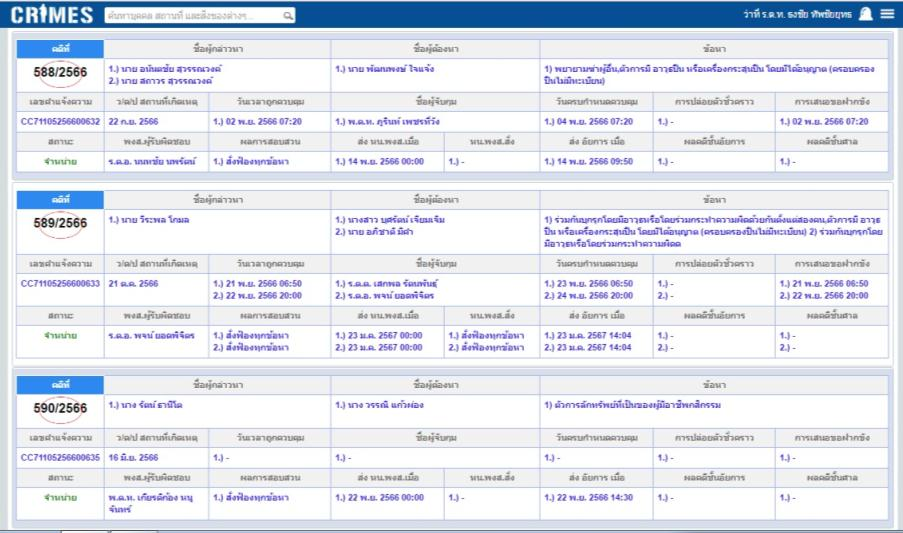 CRIMES ค้นหาบุคคล สถานที่ และสิ่งของต่างๆ... ว่าที่ ร.ต.ท. ธงชัย ทัพชัยยุทธ
คดีที่ ชื่อผู้กล่าวหา ชื่อผู้ต้องหา ข้อหา
588/2566 1.) นาย อนันตชัย สุวรรณวงค์ 1.) นาย พัฒนพงษ์ ใจแจ้ง 1) พยายามฆ่าผู้อื่น,ตัวการมี อาวุธปืน หรือเครื่องกระสุนปืน โดยมิได้อนุญาต (ครอบครอง
2.) นาย สถาวร สุวรรณวงค์ ปืนไม่มีทะเบียน)
เลขคำแจ้งความ ว/ด/ป สถานที่เกิดเหตุ วันเวลาถูกควบคุม ชื่อผู้จับกุม วันครบกำหนดควบคุม การปล่อยตัวชั่วคราว การเสนอขอฝากขัง
CC71105256600632 22 ก.ย. 2566 1.) 02 พ.ย. 2566 07:20 1.) พ.ต.ท. ภูรินท์ เพชรที่วัง 1.) 04 พ.ย. 2566 07:20 1.) - 1.) 02 พ.ย. 2566 07:20
สถานะ พงส.ผู้รับผิดชอบ ผลการสอบสวน ส่ง หน.พงส.เมื่อ หน.พงส.สั่ง ส่ง อัยการ เมื่อ ผลคดีชั้นอัยการ ผลคดีชั้นศาล
จำหน่าย ร.ต.อ. นนทชัย นพรัตน์ 1.) สั่งฟ้องทุกข้อหา 1.) 14 พ.ย. 2566 00:00 1.) - 1.) 14 พ.ย. 2566 09:50 1.) - 1.) -
คดีที่ ชื่อผู้กล่าวหา ชื่อผู้ต้องหา ข้อหา
589/2566 1.) นาย วีระพล โกมล 1.) นางสาว บุศรัตน์ เจียมเจิม 1) ร่วมกันบุกรุกโดยมีอาวุธหรือโดยร่วมกระทำความผิดด้วยกันตั้งแต่สองคน,ตัวการมี อาวุธ
2.) นาย อภิชาติ มีดำ ปืน หรือเครื่องกระสุนปืน โดยมิได้อนุญาต (ครอบครองปืนไม่มีทะเบียน) 2) ร่วมกันบุกรุกโดย
มีอาวุธหรือโดยร่วมกระทำความผิด
เลขคำแจ้งความ ว/ด/ป สถานที่เกิดเหตุ วันเวลาถูกควบคุม ชื่อผู้จับกุม วันครบกำหนดควบคุม การปล่อยตัวชั่วคราว การเสนอขอฝากขัง
CC71105256600633 21 ต.ค. 2566 1.) 21 พ.ย. 2566 06:50 1.) ร.ต.ต. เสกพล รัตนพันธุ์ 1.) 23 พ.ย. 2566 06:50 1.) - 1.) 21 พ.ย. 2566 06:50
2.) 22 พ.ย. 2566 20:00 2.) ร.ต.อ. พจน์ ยอดพิจิตร 2.) 24 พ.ย. 2566 20:00 2.) - 2.) 22 พ.ย. 2566 20:00
สถานะ พงส.ผู้รับผิดชอบ ผลการสอบสวน ส่ง หน.พงส.เมื่อ หน.พงส.สั่ง ส่ง อัยการ เมื่อ ผลคดีชั้นอัยการ ผลคดีชั้นศาล
จำหน่าย ร.ต.อ. พจน์ ยอดพิจิตร 1.) สั่งฟ้องทุกข้อหา 1.) 23 ม.ค. 2567 00:00 1.) สั่งฟ้องทุกข้อหา 1.) 23 ม.ค. 2567 14:04 1.) - 1.) -
2.) สั่งฟ้องทุกข้อหา 2.) 23 ม.ค. 2567 00:00 2.) สั่งฟ้องทุกข้อหา 2.) 23 ม.ค. 2567 14:04 2.) - 2.) -
คดีที่ ชื่อผู้กล่าวหา ชื่อผู้ต้องหา ข้อหา
590/2566 1.) นาง รัตน์ ธานีโต 1.) นาง วรรณี แก้วผ่อง 1) ตัวการลักทรัพย์ที่เป็นของผู้มีอาชีพกสิกรรม
เลขคำแจ้งความ ว/ด/ป สถานที่เกิดเหตุ วันเวลาถูกควบคุม ชื่อผู้จับกุม วันครบกำหนดควบคุม การปล่อยตัวชั่วคราว การเสนอขอฝากขัง
CC71105256600635 16 มิ.ย. 2566 1.) - 1.) - 1.) - 1.) - 1.) -
สถานะ พงส.ผู้รับผิดชอบ ผลการสอบสวน ส่ง หน.พงส.เมื่อ หน.พงส.สั่ง ส่ง อัยการ เมื่อ ผลคดีชั้นอัยการ ผลคดีชั้นศาล
จำหน่าย พ.ต.ท. เกียรติก้อง หนู 1.) สั่งฟ้องทุกข้อหา 1.) 22 พ.ย. 2566 00:00 1.) - 1.) 22 พ.ย. 2566 14:30 1.) - 1.) -
จันทร์